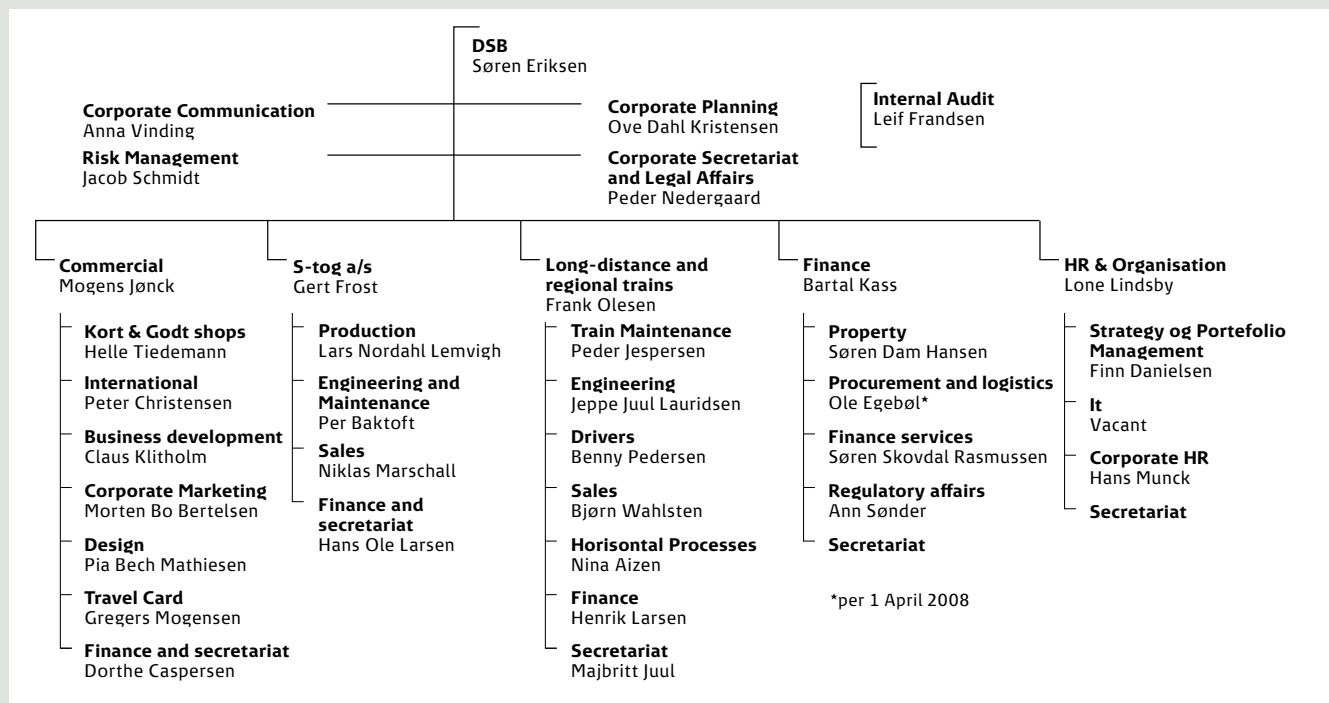 DSB
Søren Eriksen
Corporate Communication
Anna Vinding
Risk Management
Jacob Schmidt
Corporate Planning
Ove Dahl Kristensen
Corporate Secretariat
and Legal Affairs
Peder Nedergaard
Internal Audit
Leif Frandsen
Commercial
Mogens Jønck
Kort & Godt shops
Helle Tiedemann
International
Peter Christensen
Business development
Claus Klitholm
Corporate Marketing
Morten Bo Bertelsen
Design
Pia Bech Mathiesen
Travel Card
Gregers Mogensen
Finance and secretariat
Dorthe Caspersen
S-tog a/s
Gert Frost
Production
Lars Nordahl Lemvigh
Engineering and
Maintenance
Per Baktoft
Sales
Niklas Marschall
Finance and
secretariat
Hans Ole Larsen
Long-distance and
regional trains
Frank Olesen
Train Maintenance
Peder Jespersen
Engineering
Jeppe Juul Lauridsen
Drivers
Benny Pedersen
Sales
Bjørn Wahlsten
Horisontal Processes
Nina Aizen
Finance
Henrik Larsen
Secretariat
Majbritt Juul
Finance
Bartal Kass
Property
Søren Dam Hansen
Procurement and logistics
Ole Egebøl*
Finance services
Søren Skovdal Rasmussen
Regulatory affairs
Ann Sønder
Secretariat
*per 1 April 2008
HR & Organisation
Lone Lindsby
Strategy og Portefolio
Management
Finn Danielsen
It
Vacant
Corporate HR
Hans Munck
Secretariat